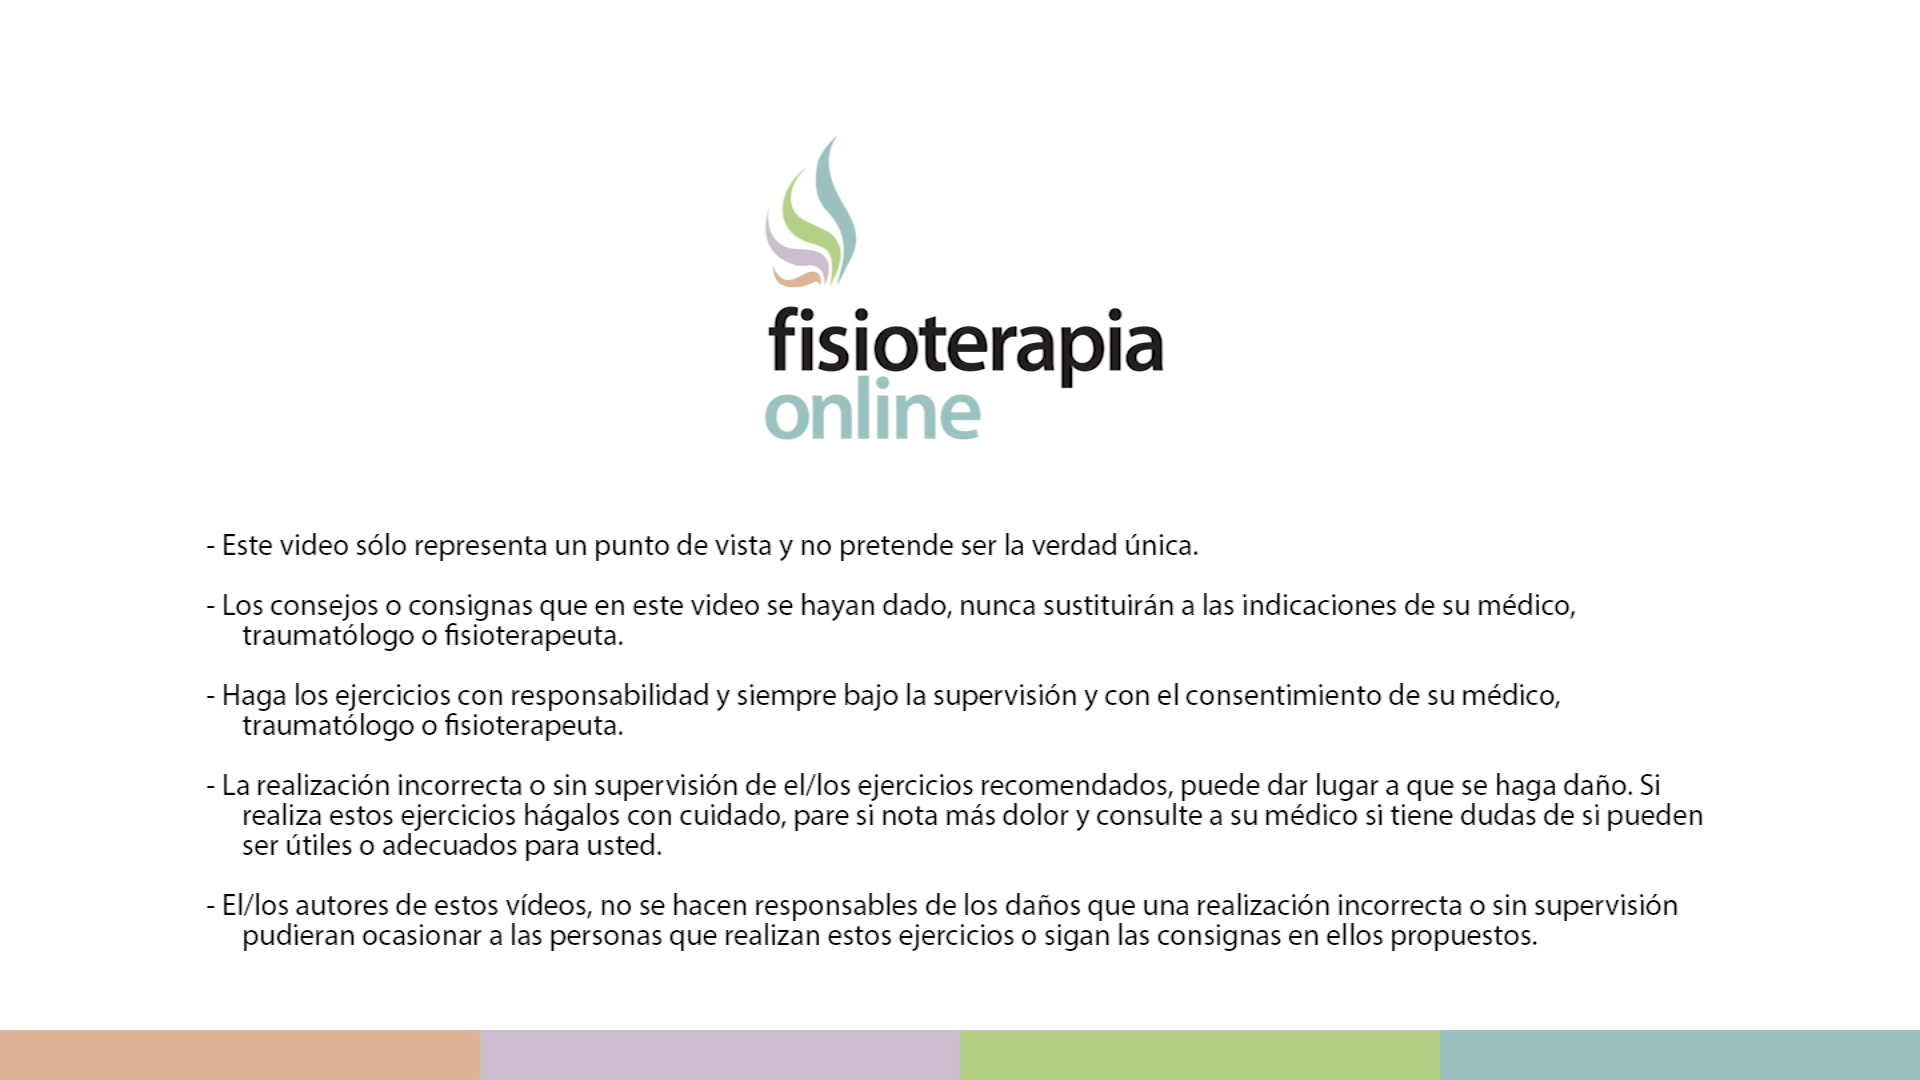 fisioterapia
online
- Este video sólo representa un punto de vista y no pretende ser la verdad única.
- Los consejos o consignas que en este video se hayan dado, nunca sustituirán a las indicaciones de su médico,
traumatólogo o fisioterapeuta.
- Haga los ejercicios con responsabilidad y siempre bajo la supervisión y con el consentimiento de su médico,
traumatólogo o fisioterapeuta.
- La realización incorrecta o sin supervisión de el/los ejercicios recomendados, puede dar lugar a que se haga daño. Si
realiza estos ejercicios hágalos con cuidado, pare si nota más dolor y consulte a su médico si tiene dudas de si pueden
ser útiles o adecuados para usted.
- El/los autores de estos vídeos, no se hacen responsables de los daños que una realización incorrecta o sin supervisión
pudieran ocasionar a las personas que realizan estos ejercicios o sigan las consignas en ellos propuestos.